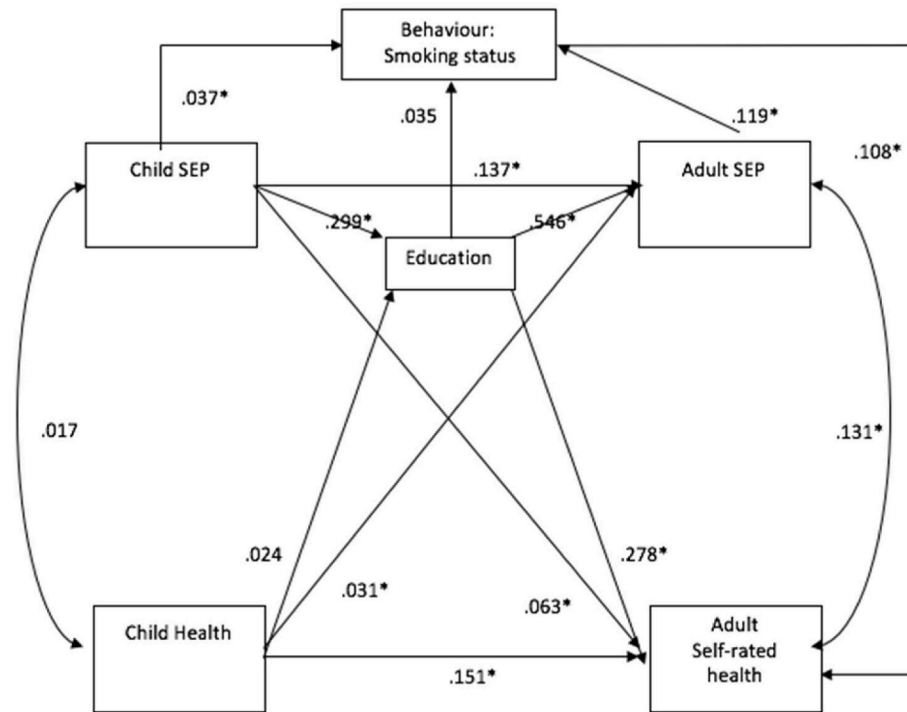 Behaviour:
Smoking status
.037*
.035
.119*
.108*
Child SEP
.137*
Adult SEP
.299*
.546*
Education
.017
.131*
.024
.278*
.031*
.063*
Child Health
Adult
Self-rated
health
.151*